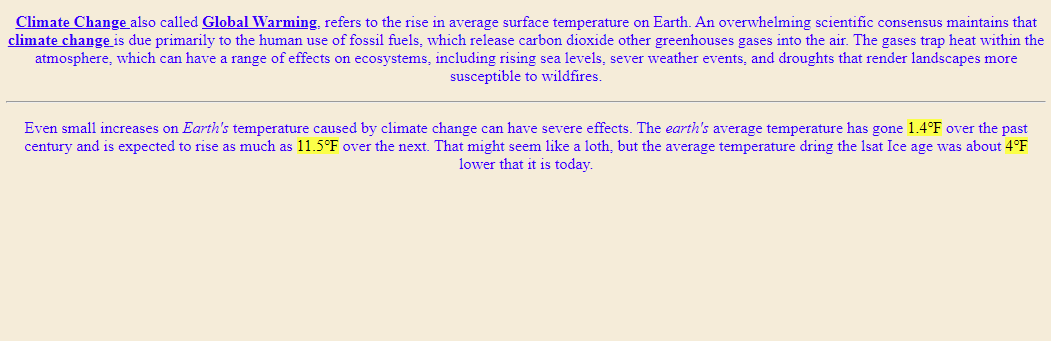 Climate Change also called Global Warming, refers to the rise in average surface temperature on Earth. An overwhelming scientific consensus maintains that
climate change is due primarily to the human use of fossil fuels, which release carbon dioxide other greenhouses gases into the air. The gases trap heat within the
atmosphere, which can have a range of effects on ecosystems, including rising sea levels, sever weather events, and droughts that render landscapes more
susceptible to wildfires.
Even small increases on Earth's temperature caused by climate change can have severe effects. The earth's average temperature has gone 1.4°F over the past
century and is expected to rise as much as 11.5°F over the next. That might seem like a loth, but the average temperature dring the lsat Ice age was about 4°F
lower that it is today.